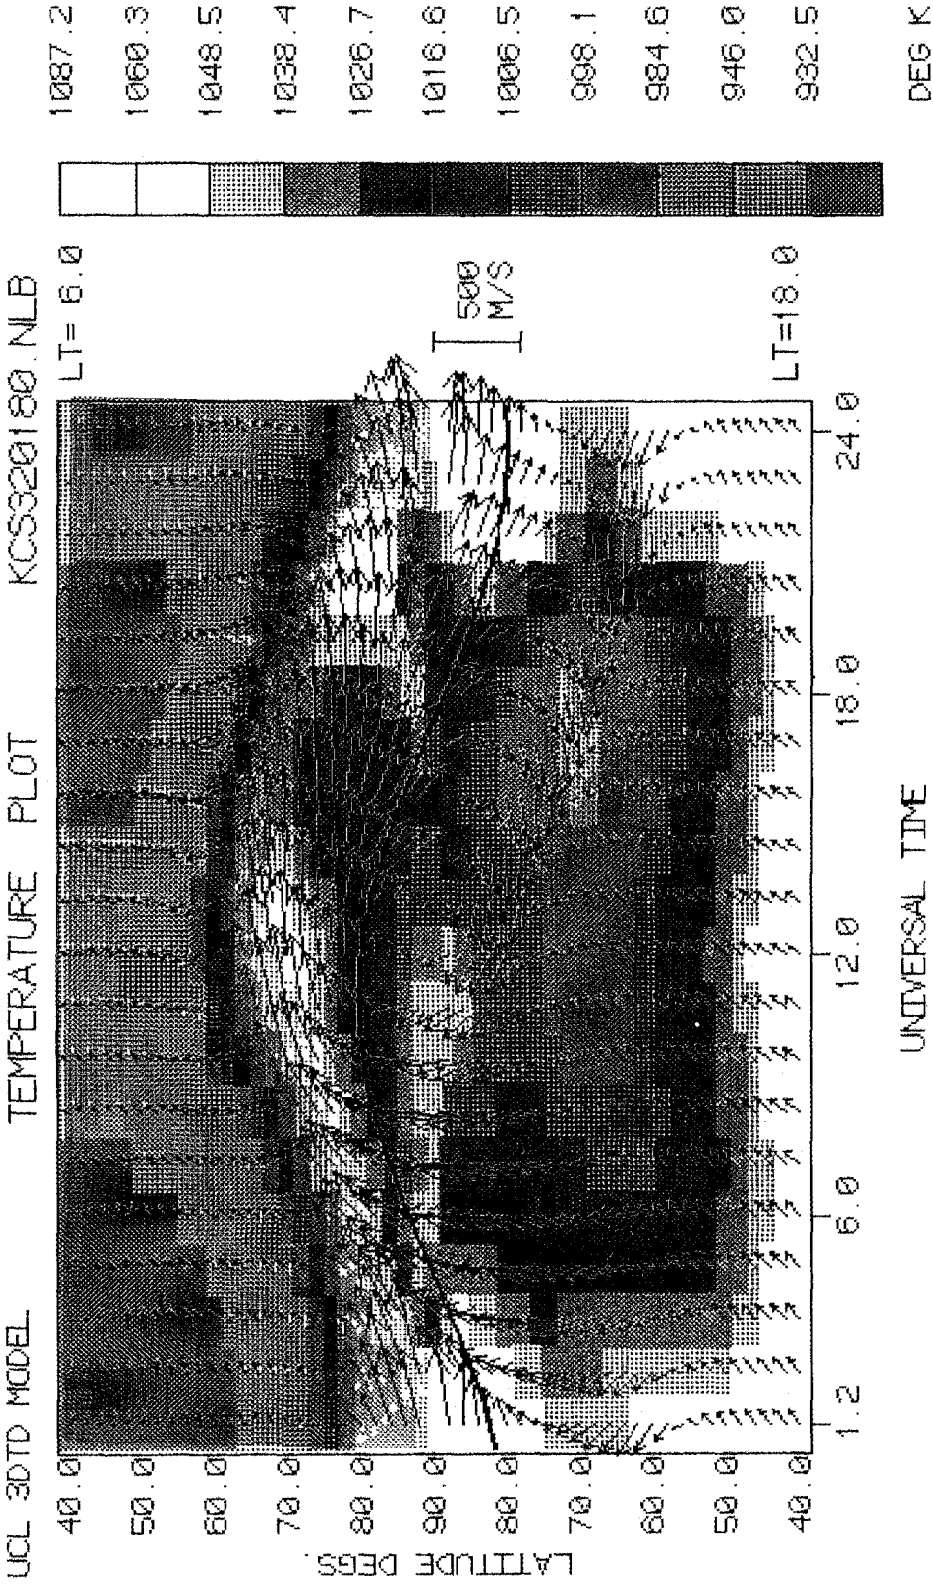 UCL 3DTD MODEL TEMPERATURE PLOT KCS320180.NLB
LT= 6.0
40.0
50.0
60.0
70.0
80.0
90.0
80.0
70.0
60.0
50.0
40.0
LATITUDE DEGS.
500
M/S
LT=18.0
1.2 6.0 12.0 18.0 24.0
UNIVERSAL TIME
1087.2
1060.3
1048.5
1038.4
1026.7
1016.6
1006.5
998.1
984.6
946.0
932.5
DEG K